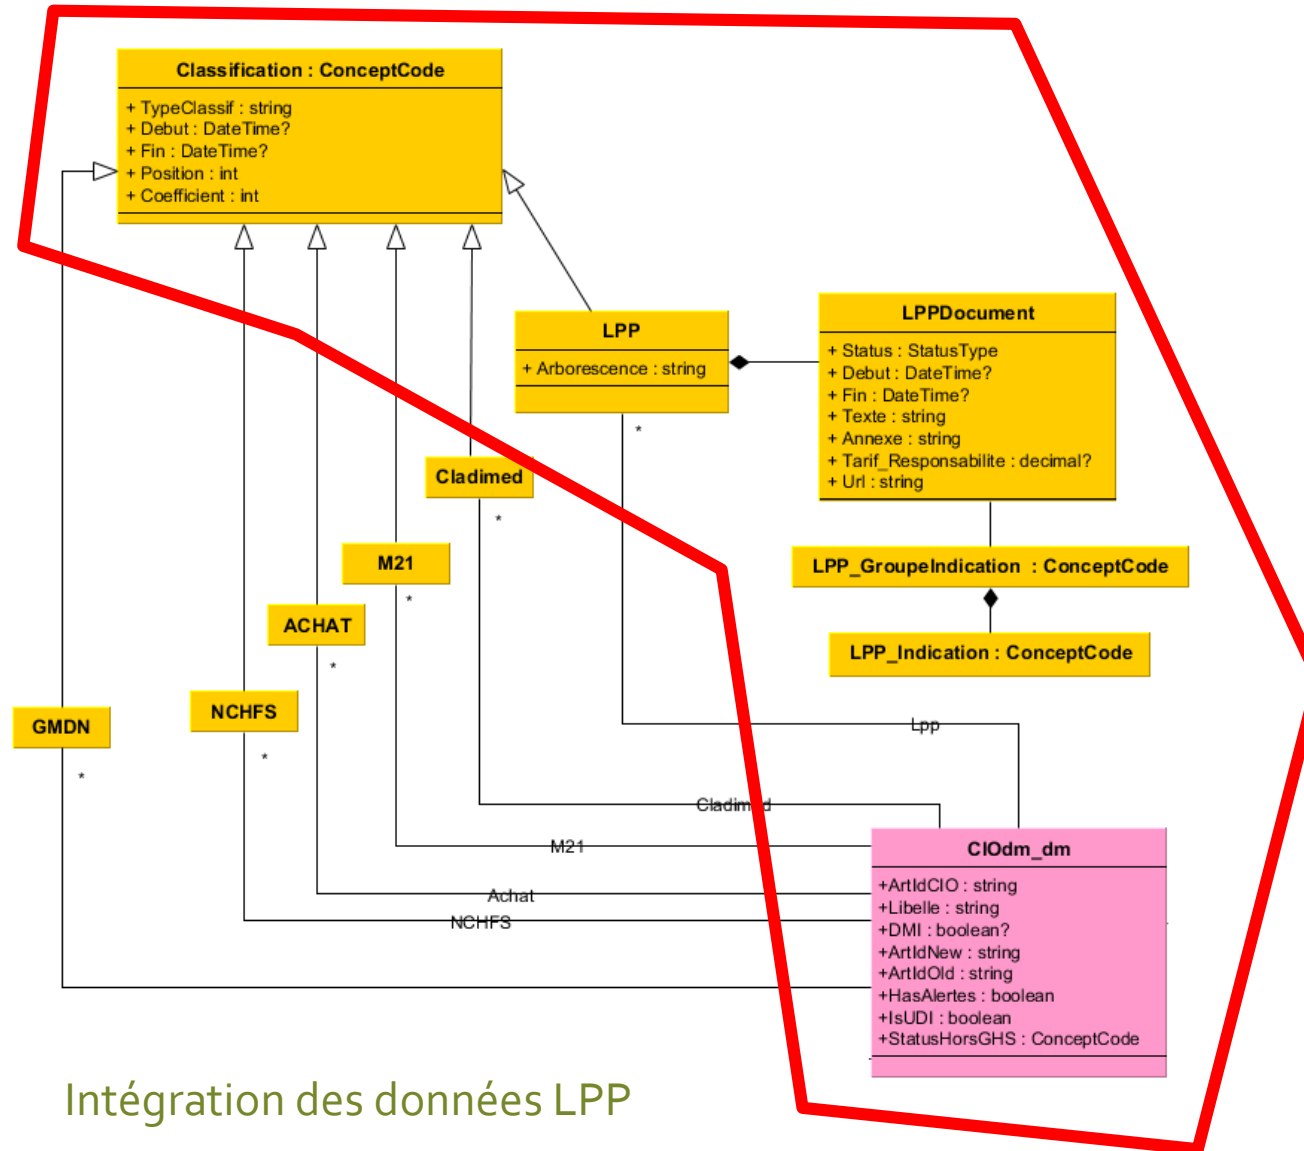 Classification : ConceptCode
+ TypeClassif : string
+ Debut : DateTime?
+ Fin : DateTime?
+ Position : int
+ Coefficient : int
LPP
+ Arborescence : string
*
LPPDocument
+ Status : StatusType
+ Debut : DateTime?
+ Fin : DateTime?
+ Texte : string
+ Annexe : string
+ Tarif_Responsabilite : decimal?
+ Url : string
Cladimed
*
M21
*
LPP_GroupeIndication : ConceptCode
ACHAT
*
LPP_Indication : ConceptCode
NCHFS
*
GMDN
*
Lpp
Cladimed
M21
Achat
NCHFS
CIOdm_dm
+ArtIdCIO : string
+Libelle : string
+DMI : boolean?
+ArtIdNew : string
+ArtIdOld : string
+HasAlertes : boolean
+IsUDI : boolean
+StatusHorsGHS : ConceptCode
Intégration des données LPP